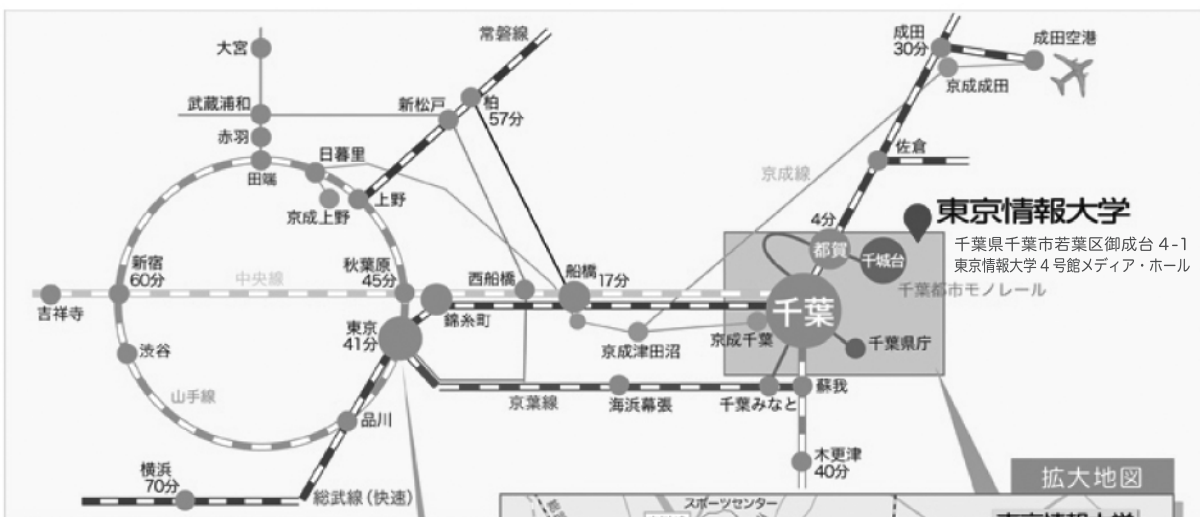 常磐線
大宮
成田
30分
成田空港
京成成田
武蔵浦和
新松戸
柏
57分
赤羽
日暮里
佐倉
田端
上野
京成上野
京成線
4分
東京情報大学
千葉県千葉市若葉区御成台 4-1
東京情報大学４号館メディア・ホール
都賀
千城台
新宿
60分
中央線
秋葉原
45分
西船橋
船橋
17分
千葉都市モノレール
吉祥寺
錦糸町
千葉
東京
41分
京成津田沼
京成千葉
千葉県庁
渋谷
山手線
京葉線
海浜幕張
千葉みなと
蘇我
品川
横浜
70分
木更津
40分
総武線（快速）
拡大地図
スポーツセンター
東京情報大学